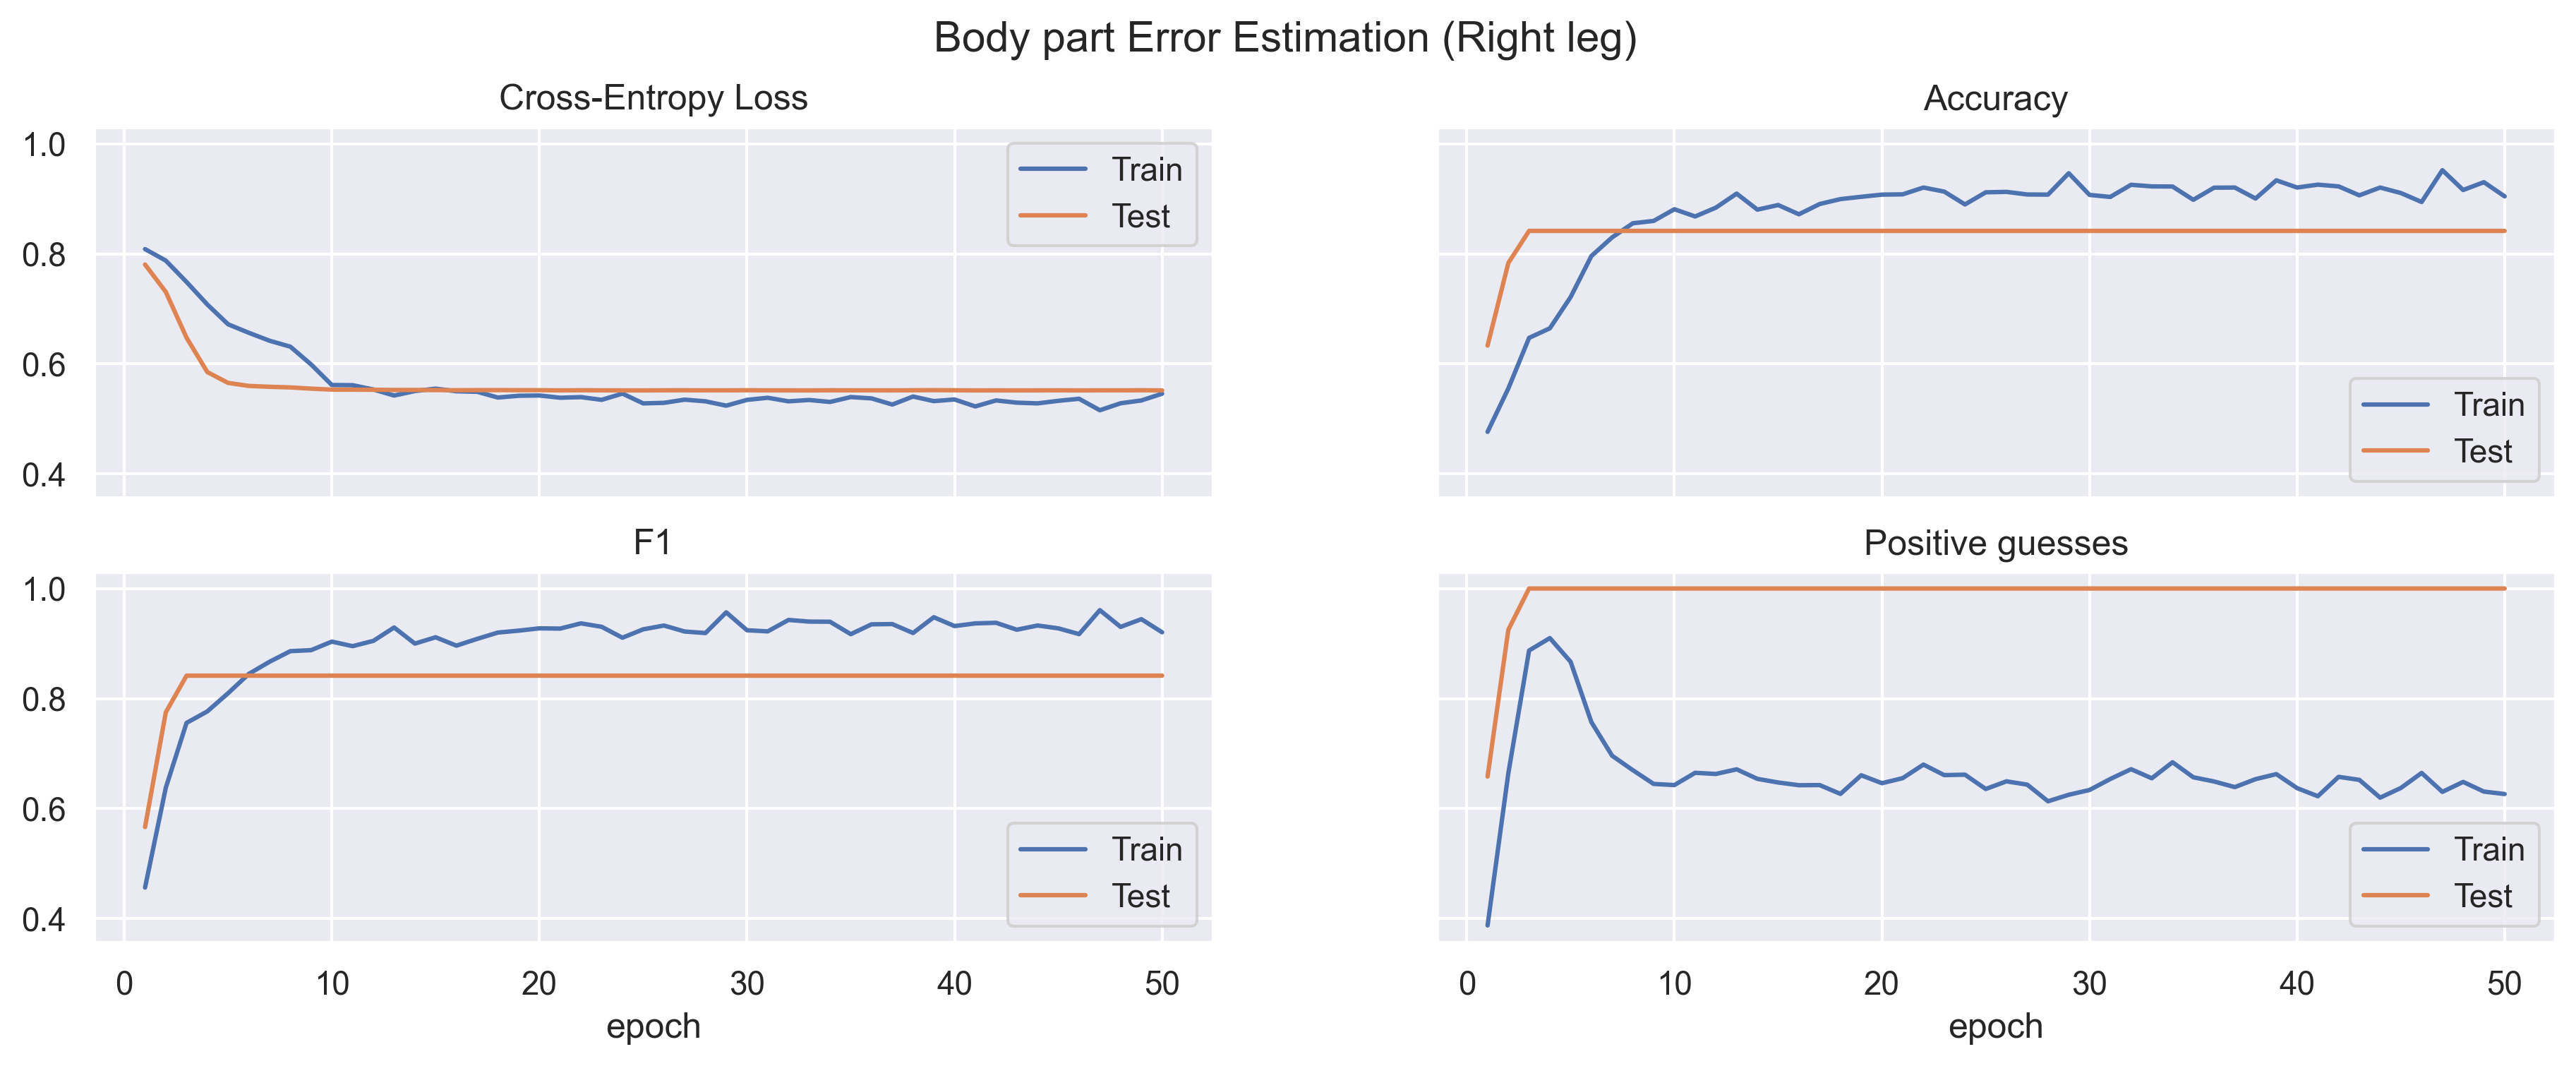 Body part Error Estimation (Right leg)
Cross-Entropy Loss
1.0
0.8
0.6
0.4
Train
Test
Accuracy
Train
Test
F1
1.0
0.8
0.6
0.4
Train
Test
0 10 20 30 40 50
epoch
Positive guesses
Train
Test
0 10 20 30 40 50
epoch